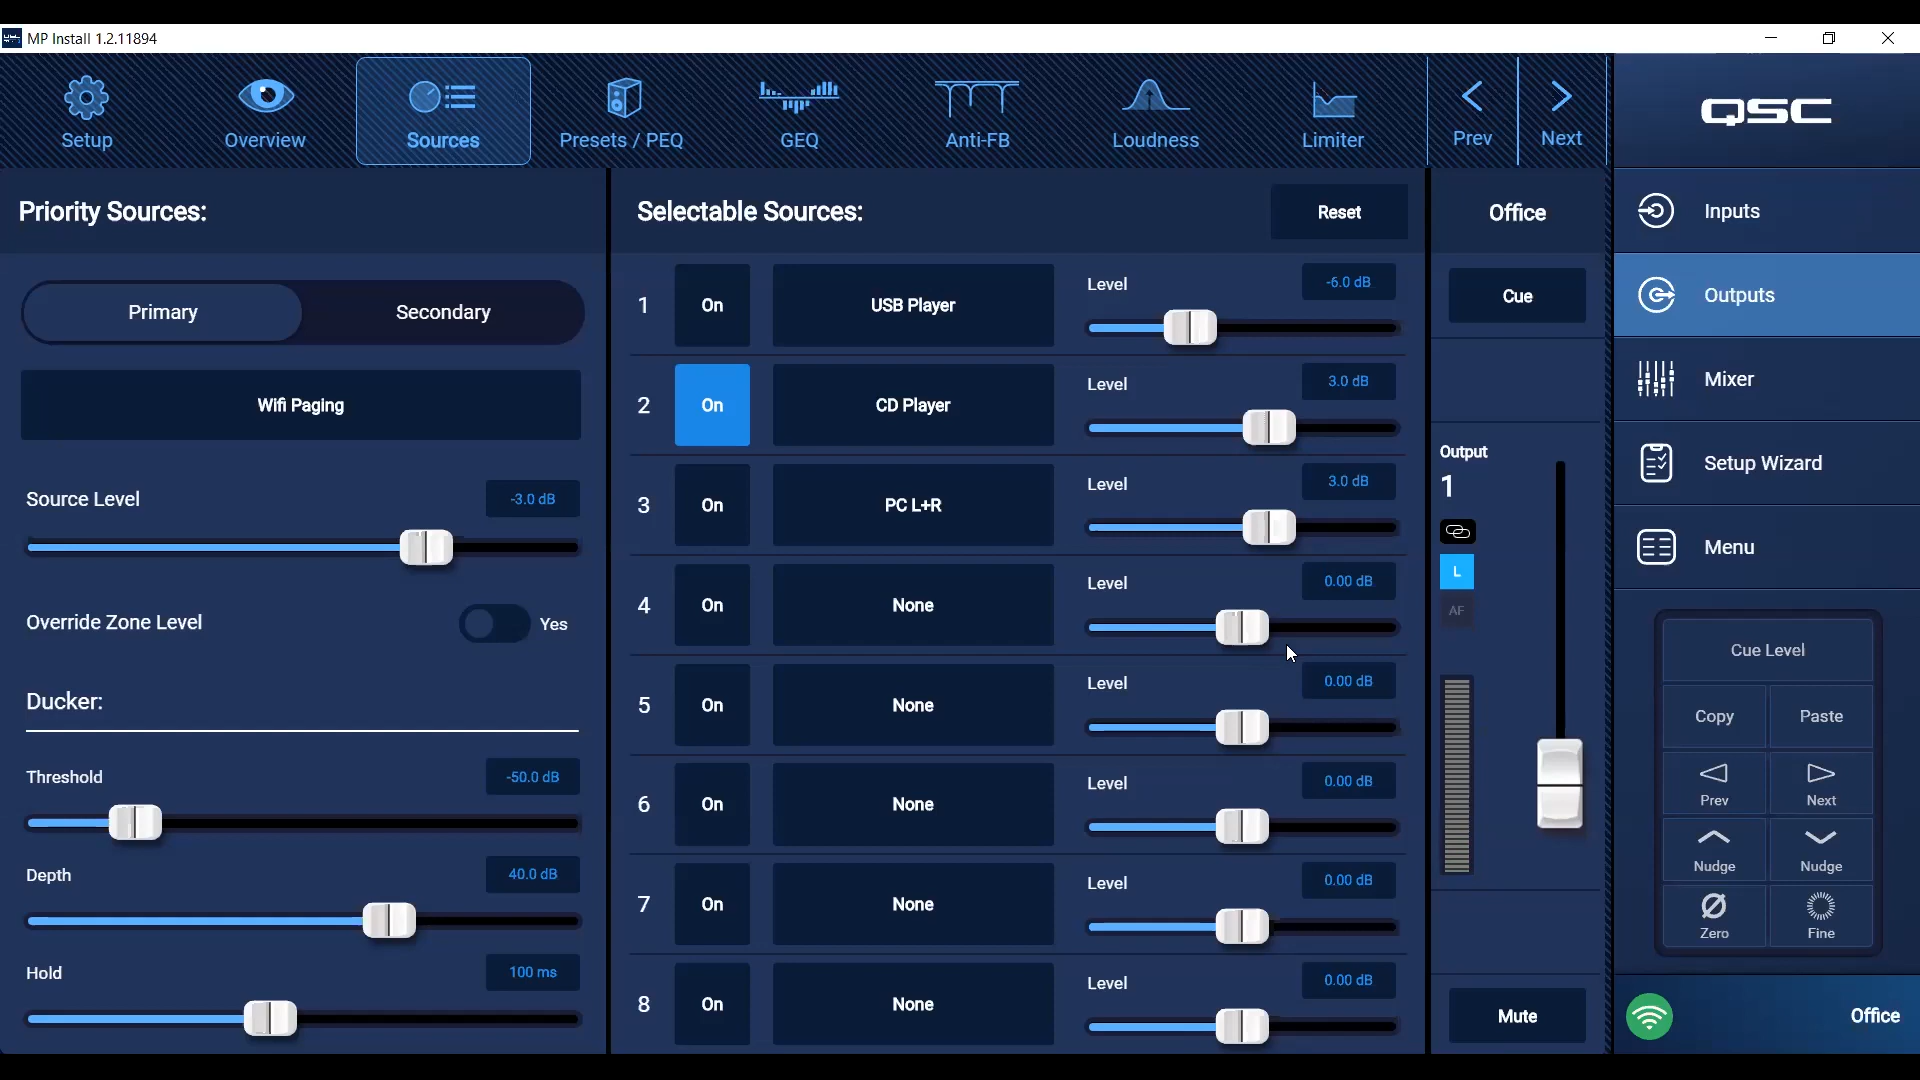 MP Install 1.2.11894
Setup
Overview
Sources
Presets / PEQ
GEQ
Anti-FB
Loudness
Limiter
Prev
Next
QSC
Priority Sources:
Primary
Secondary
Wifi Paging
Source Level
-3.0 dB
Override Zone Level
Yes
Ducker:
Threshold
-50.0 dB
Depth
40.0 dB
Hold
100 ms
Selectable Sources:
Reset
1
On
USB Player
Level
-6.0 dB
2
On
CD Player
Level
3.0 dB
3
On
PC L+R
Level
3.0 dB
4
On
None
Level
0.00 dB
5
On
None
Level
0.00 dB
6
On
None
Level
0.00 dB
7
On
None
Level
0.00 dB
8
On
None
Level
0.00 dB
Office
Cue
Output
1
L
AF
Mute
Inputs
Outputs
Mixer
Setup Wizard
Menu
Cue Level
Copy
Paste
Prev
Next
Nudge
Nudge
Zero
Fine
Office